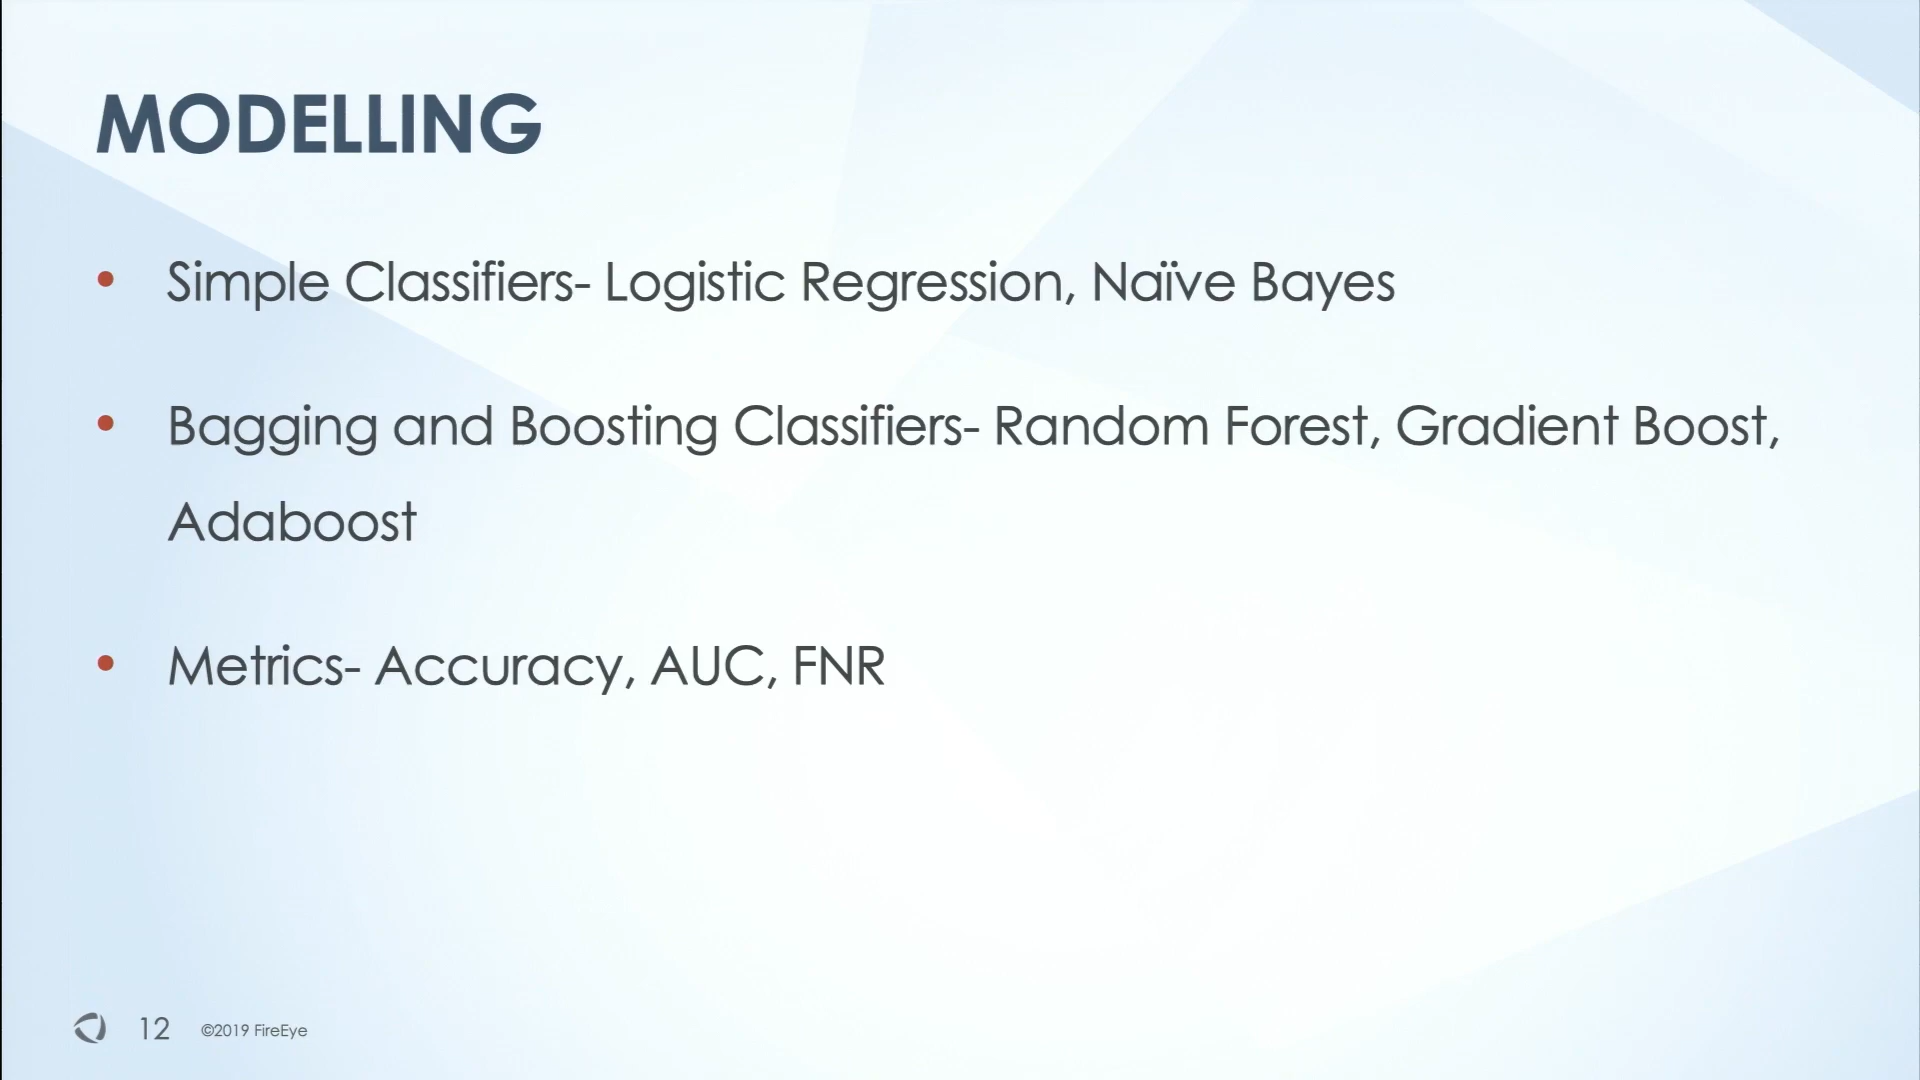 MODELLING
• Simple Classifiers- Logistic Regression, Naïve Bayes
• Bagging and Boosting Classifiers- Random Forest, Gradient Boost,
Adaboost
• Metrics- Accuracy, AUC, FNR
12 ©2019 FireEye